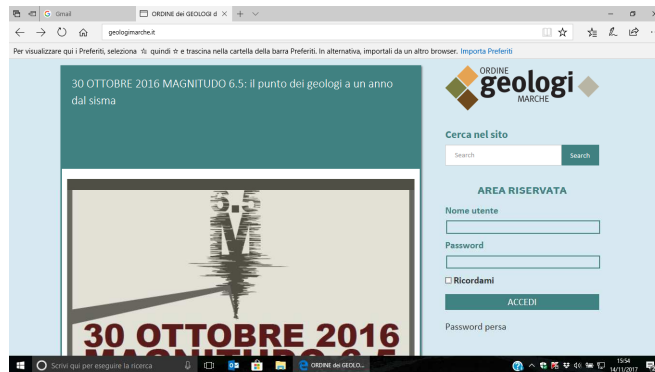 Gmail
ORDINE dei GEOLOGI d
geologimarche.it
Per visualizzare qui i Preferiti, seleziona quindi e trascina nella cartella della barra Preferiti. In alternativa, importali da un altro browser. Importa Preferiti
30 OTTOBRE 2016 MAGNITUDO 6.5: il punto dei geologi a un anno
dal sisma
6.5
M
30 OTTOBRE 2016
MAGNITUDO 6.5
ORDINE
geologi
MARCHE
Cerca nel sito
Search
Search
AREA RISERVATA
Nome utente
Password
Ricordami
ACCEDI
Password persa
Scrivi qui per eseguire la ricerca
ORDINE dei GEOLO...
15:54
14/11/2017